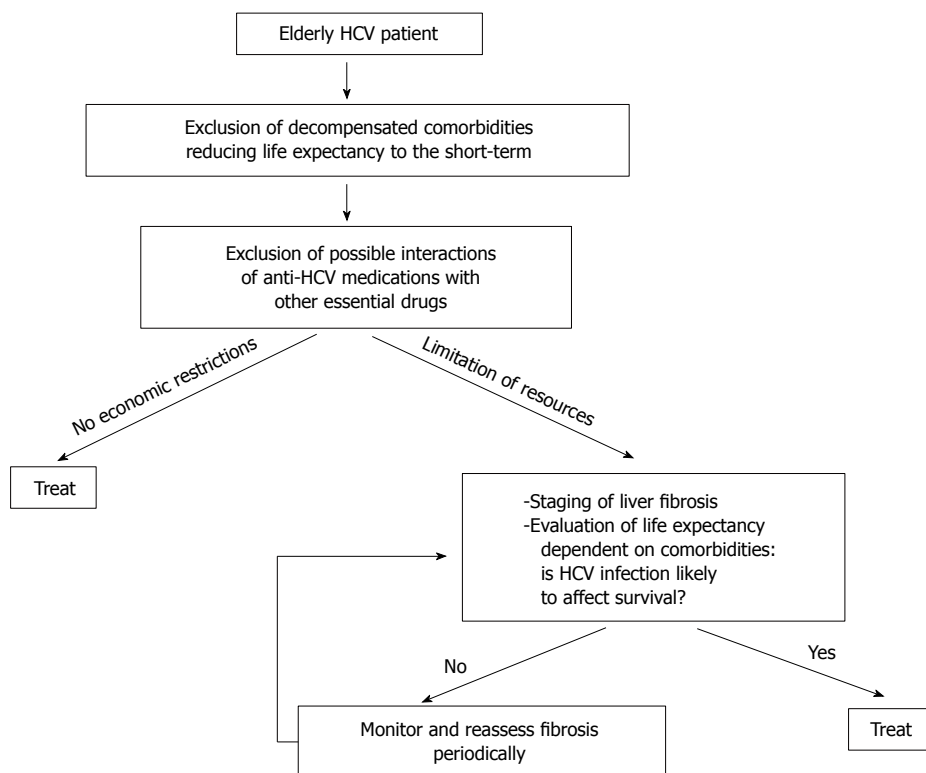 Elderly HCV patient
Exclusion of decompensated comorbidities
reducing life expectancy to the short-term
Exclusion of possible interactions
of anti-HCV medications with
other essential drugs
No economic restrictions
Limitation of resources
Treat
-Staging of liver fibrosis
-Evaluation of life expectancy
dependent on comorbidities:
is HCV infection likely
to affect survival?
No
Yes
Monitor and reassess fibrosis
periodically
Treat